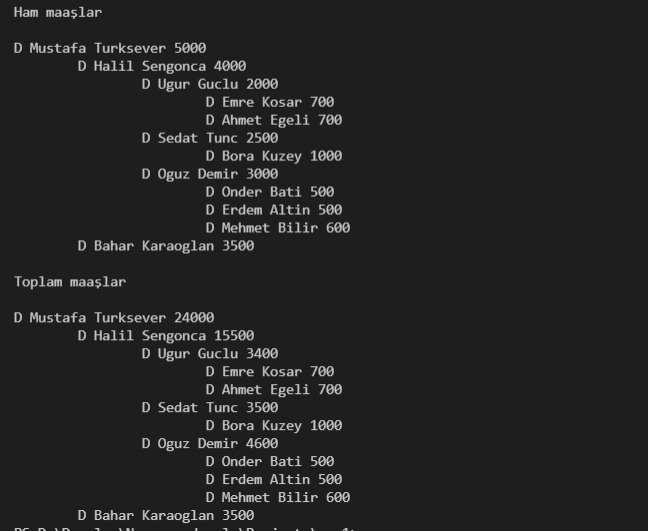 Ham maaşlar
D Mustafa Turksever 5000
D Halil Sengonca 4000
D Ugur Guclu 2000
D Emre Kosar 700
D Ahmet Egeli 700
D Sedat Tunc 2500
D Bora Kuzey 1000
D Oguz Demir 3000
D Onder Bati 500
D Erdem Altin 500
D Mehmet Bilir 600
D Bahar Karaoglan 3500
Toplam maaşlar
D Mustafa Turksever 24000
D Halil Sengonca 15500
D Ugur Guclu 3400
D Emre Kosar 700
D Ahmet Egeli 700
D Sedat Tunc 3500
D Bora Kuzey 1000
D Oguz Demir 4600
D Onder Bati 500
D Erdem Altin 500
D Mehmet Bilir 600
D Bahar Karaoglan 3500